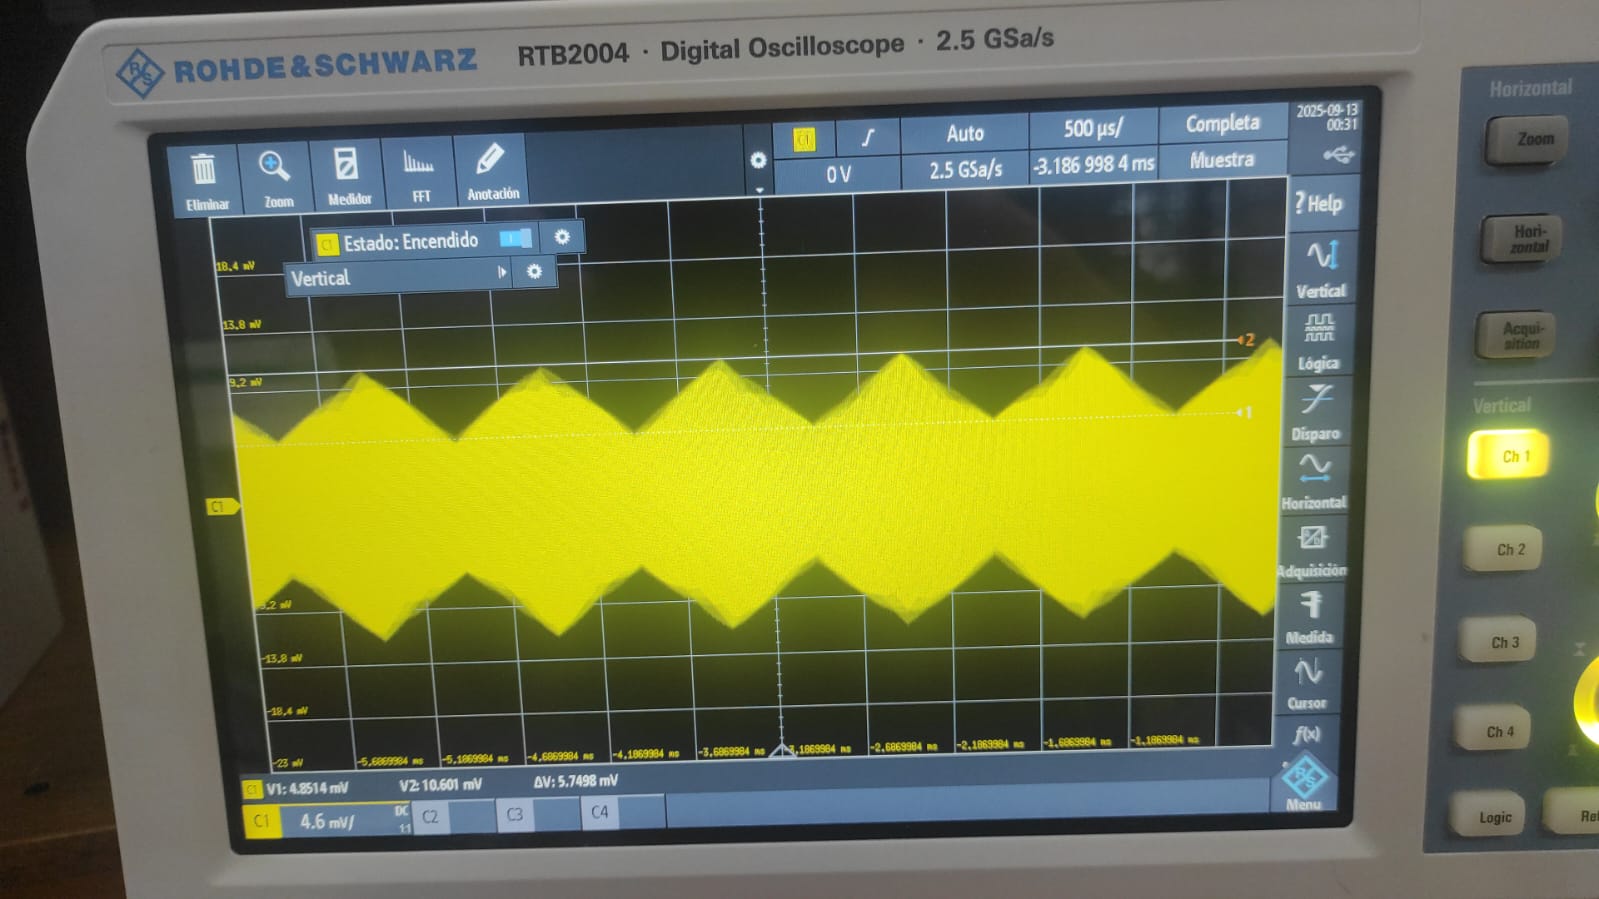 ROHDE&SCHWARZ RTB2004 · Digital Oscilloscope · 2.5 GSa/s
Horizontal
C1 Auto 500 µs/ Completa 2025-09-13
00:31
0 V 2.5 GSa/s -3.186 998 4 ms Muestra
Eliminar Zoom Medidor FFT Anotación
Zoom
? Help
C1 Estado: Encendido
Vertical
Hori-
zontal
18,4 mV
Vertical
13,8 mV
Acqui-
sition
2
Lógica
9,2 mV
Vertical
1
Disparo
Ch 1
C1
Horizontal
Ch 2
Adquisición
9,2 mV
Medida
Ch 3
-13,8 mV
Cursor
-18,4 mV
Ch 4
f(x)
-23 mV -5,6869984 ms -5,1869984 ms -4,6869984 ms -4,1869984 ms -3,6869984 ms 3,1869984 ms -2,6869984 ms -2,1869984 ms -1,6869984 ms -1,1869984 ms
C1 V1: 4.8514 mV V2: 10.601 mV ΔV: 5.7498 mV
Menu
C1 4.6 mV/ DC
1:1
C2 C3 C4
Logic